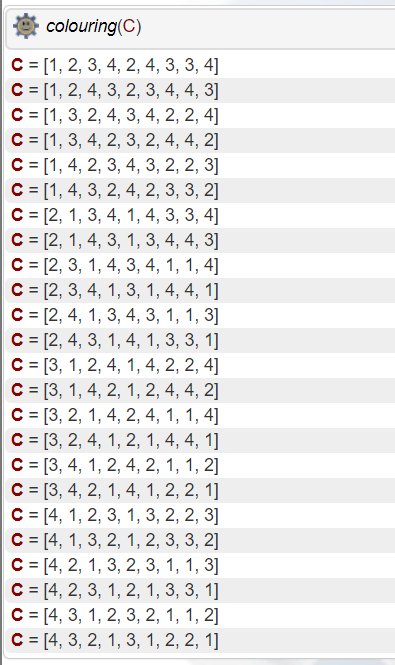 colouring(C)
C = [1, 2, 3, 4, 2, 4, 3, 3, 4]
C = [1, 2, 4, 3, 2, 3, 4, 4, 3]
C = [1, 3, 2, 4, 3, 4, 2, 2, 4]
C = [1, 3, 4, 2, 3, 2, 4, 4, 2]
C = [1, 4, 2, 3, 4, 3, 2, 2, 3]
C = [1, 4, 3, 2, 4, 2, 3, 3, 2]
C = [2, 1, 3, 4, 1, 4, 3, 3, 4]
C = [2, 1, 4, 3, 1, 3, 4, 4, 3]
C = [2, 3, 1, 4, 3, 4, 1, 1, 4]
C = [2, 3, 4, 1, 3, 1, 4, 4, 1]
C = [2, 4, 1, 3, 4, 3, 1, 1, 3]
C = [2, 4, 3, 1, 4, 1, 3, 3, 1]
C = [3, 1, 2, 4, 1, 4, 2, 2, 4]
C = [3, 1, 4, 2, 1, 2, 4, 4, 2]
C = [3, 2, 1, 4, 2, 4, 1, 1, 4]
C = [3, 2, 4, 1, 2, 1, 4, 4, 1]
C = [3, 4, 1, 2, 4, 2, 1, 1, 2]
C = [3, 4, 2, 1, 4, 1, 2, 2, 1]
C = [4, 1, 2, 3, 1, 3, 2, 2, 3]
C = [4, 1, 3, 2, 1, 2, 3, 3, 2]
C = [4, 2, 1, 3, 2, 3, 1, 1, 3]
C = [4, 2, 3, 1, 2, 1, 3, 3, 1]
C = [4, 3, 1, 2, 3, 2, 1, 1, 2]
C = [4, 3, 2, 1, 3, 1, 2, 2, 1]